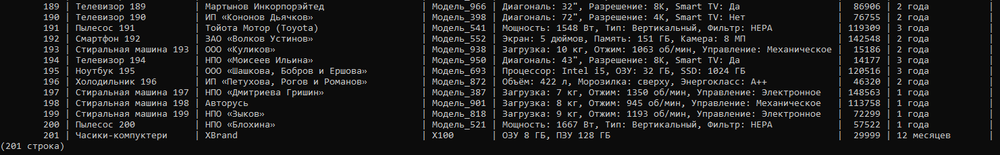 189 | Телевизор 189 | Мартынов Инкорпорэйтед | Модель_966 | Диагональ: 32", Разрешение: 8K, Smart TV: Да | 86906 | 2 года |
190 | Телевизор 190 | ИП «Кононов Дьячков» | Модель_398 | Диагональ: 72", Разрешение: 4K, Smart TV: Нет | 76755 | 2 года |
191 | Пылесос 191 | Тойота Мотор (Toyota) | Модель_541 | Мощность: 1548 Вт, Тип: Вертикальный, Фильтр: HEPA | 119309 | 3 года |
192 | Смартфон 192 | ЗАО «Волков Устинов» | Модель_552 | Экран: 5 дюймов, Память: 151 ГБ, Камера: 8 МП | 142548 | 2 года |
193 | Стиральная машина 193 | ООО «Куликов» | Модель_938 | Загрузка: 10 кг, Отжим: 1063 об/мин, Управление: Механическое | 15186 | 2 года |
194 | Телевизор 194 | НПО «Моисеев Ильина» | Модель_950 | Диагональ: 43", Разрешение: 8K, Smart TV: Да | 14177 | 3 года |
195 | Ноутбук 195 | ООО «Шашкова, Бобров и Ершова» | Модель_693 | Процессор: Intel i5, ОЗУ: 32 ГБ, SSD: 1024 ГБ | 120516 | 3 года |
196 | Холодильник 196 | ИП «Петухова, Рогов и Романов» | Модель_872 | Объём: 422 л, Морозилка: сверху, Энергокласс: A++ | 46320 | 2 года |
197 | Стиральная машина 197 | НПО «Дмитриева Гришин» | Модель_387 | Загрузка: 7 кг, Отжим: 1350 об/мин, Управление: Электронное | 148563 | 1 года |
198 | Стиральная машина 198 | Авторусь | Модель_901 | Загрузка: 8 кг, Отжим: 945 об/мин, Управление: Механическое | 113758 | 1 года |
199 | Стиральная машина 199 | НПО «Зыков» | Модель_818 | Загрузка: 9 кг, Отжим: 1193 об/мин, Управление: Электронное | 72299 | 1 года |
200 | Пылесос 200 | НПО «Блохина» | Модель_521 | Мощность: 1667 Вт, Тип: Вертикальный, Фильтр: HEPA | 57522 | 1 года |
201 | Часики-компуктери | XBrand | X100 | ОЗУ 8 ГБ, ПЗУ 128 ГБ | 29999 | 12 месяцев |
(201 строка)